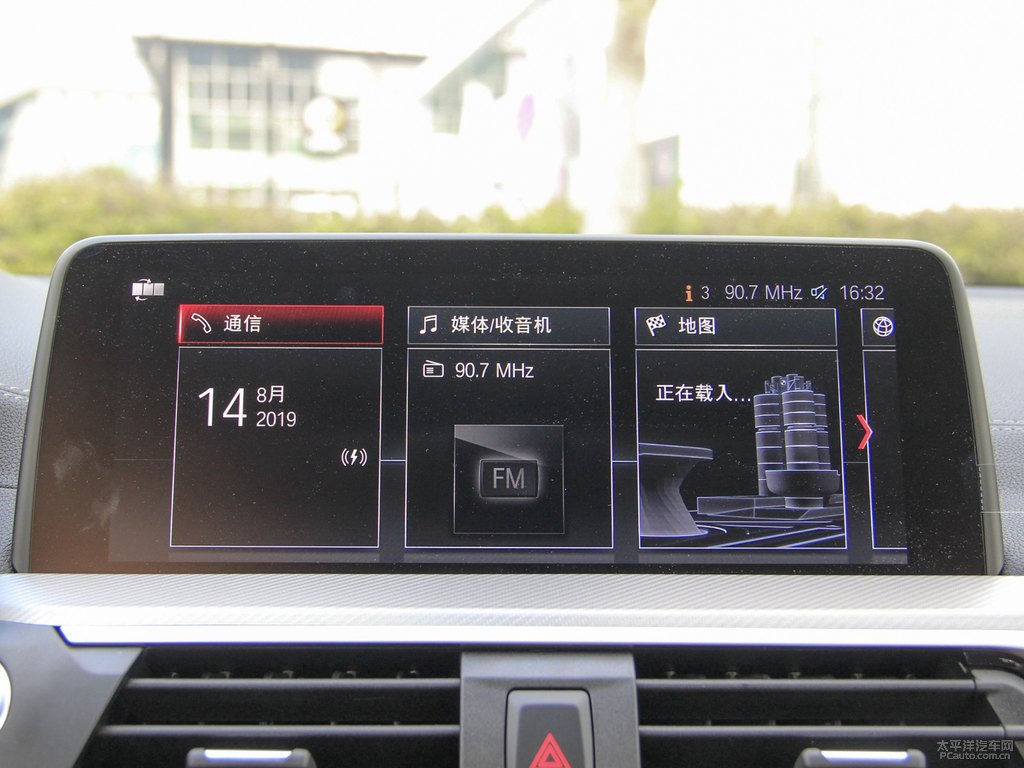 3 90.7 MHz 16:32
通信
媒体/收音机
地图
14
8月
2019
90.7 MHz
FM
正在载入...
太平洋汽车网
PCauto.com.cn